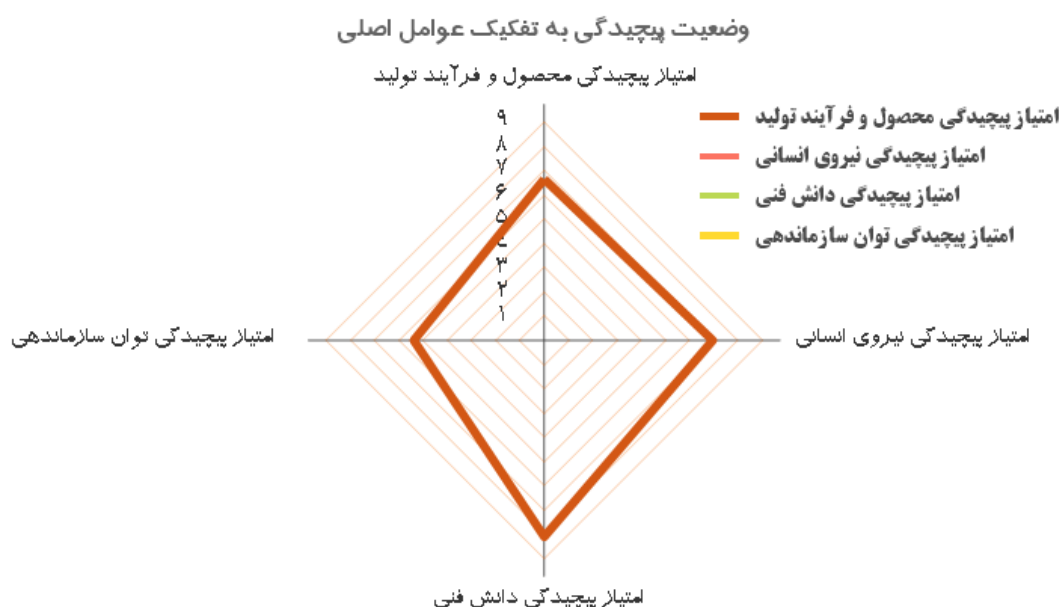 وضعیت پیچیدگی به تفکیک عوامل اصلی
امتیاز پیچیدگی محصول و فرآیند تولید
امتیاز پیچیدگی محصول و فرآیند تولید
امتیاز پیچیدگی نیروی انسانی
امتیاز پیچیدگی دانش فنی
امتیاز پیچیدگی توان سازماندهی
۹
۸
۷
۶
۵
۴
۳
۲
۱
امتیاز پیچیدگی نیروی انسانی
امتیاز پیچیدگی توان سازماندهی
امتیاز پیچیدگی دانش فنی